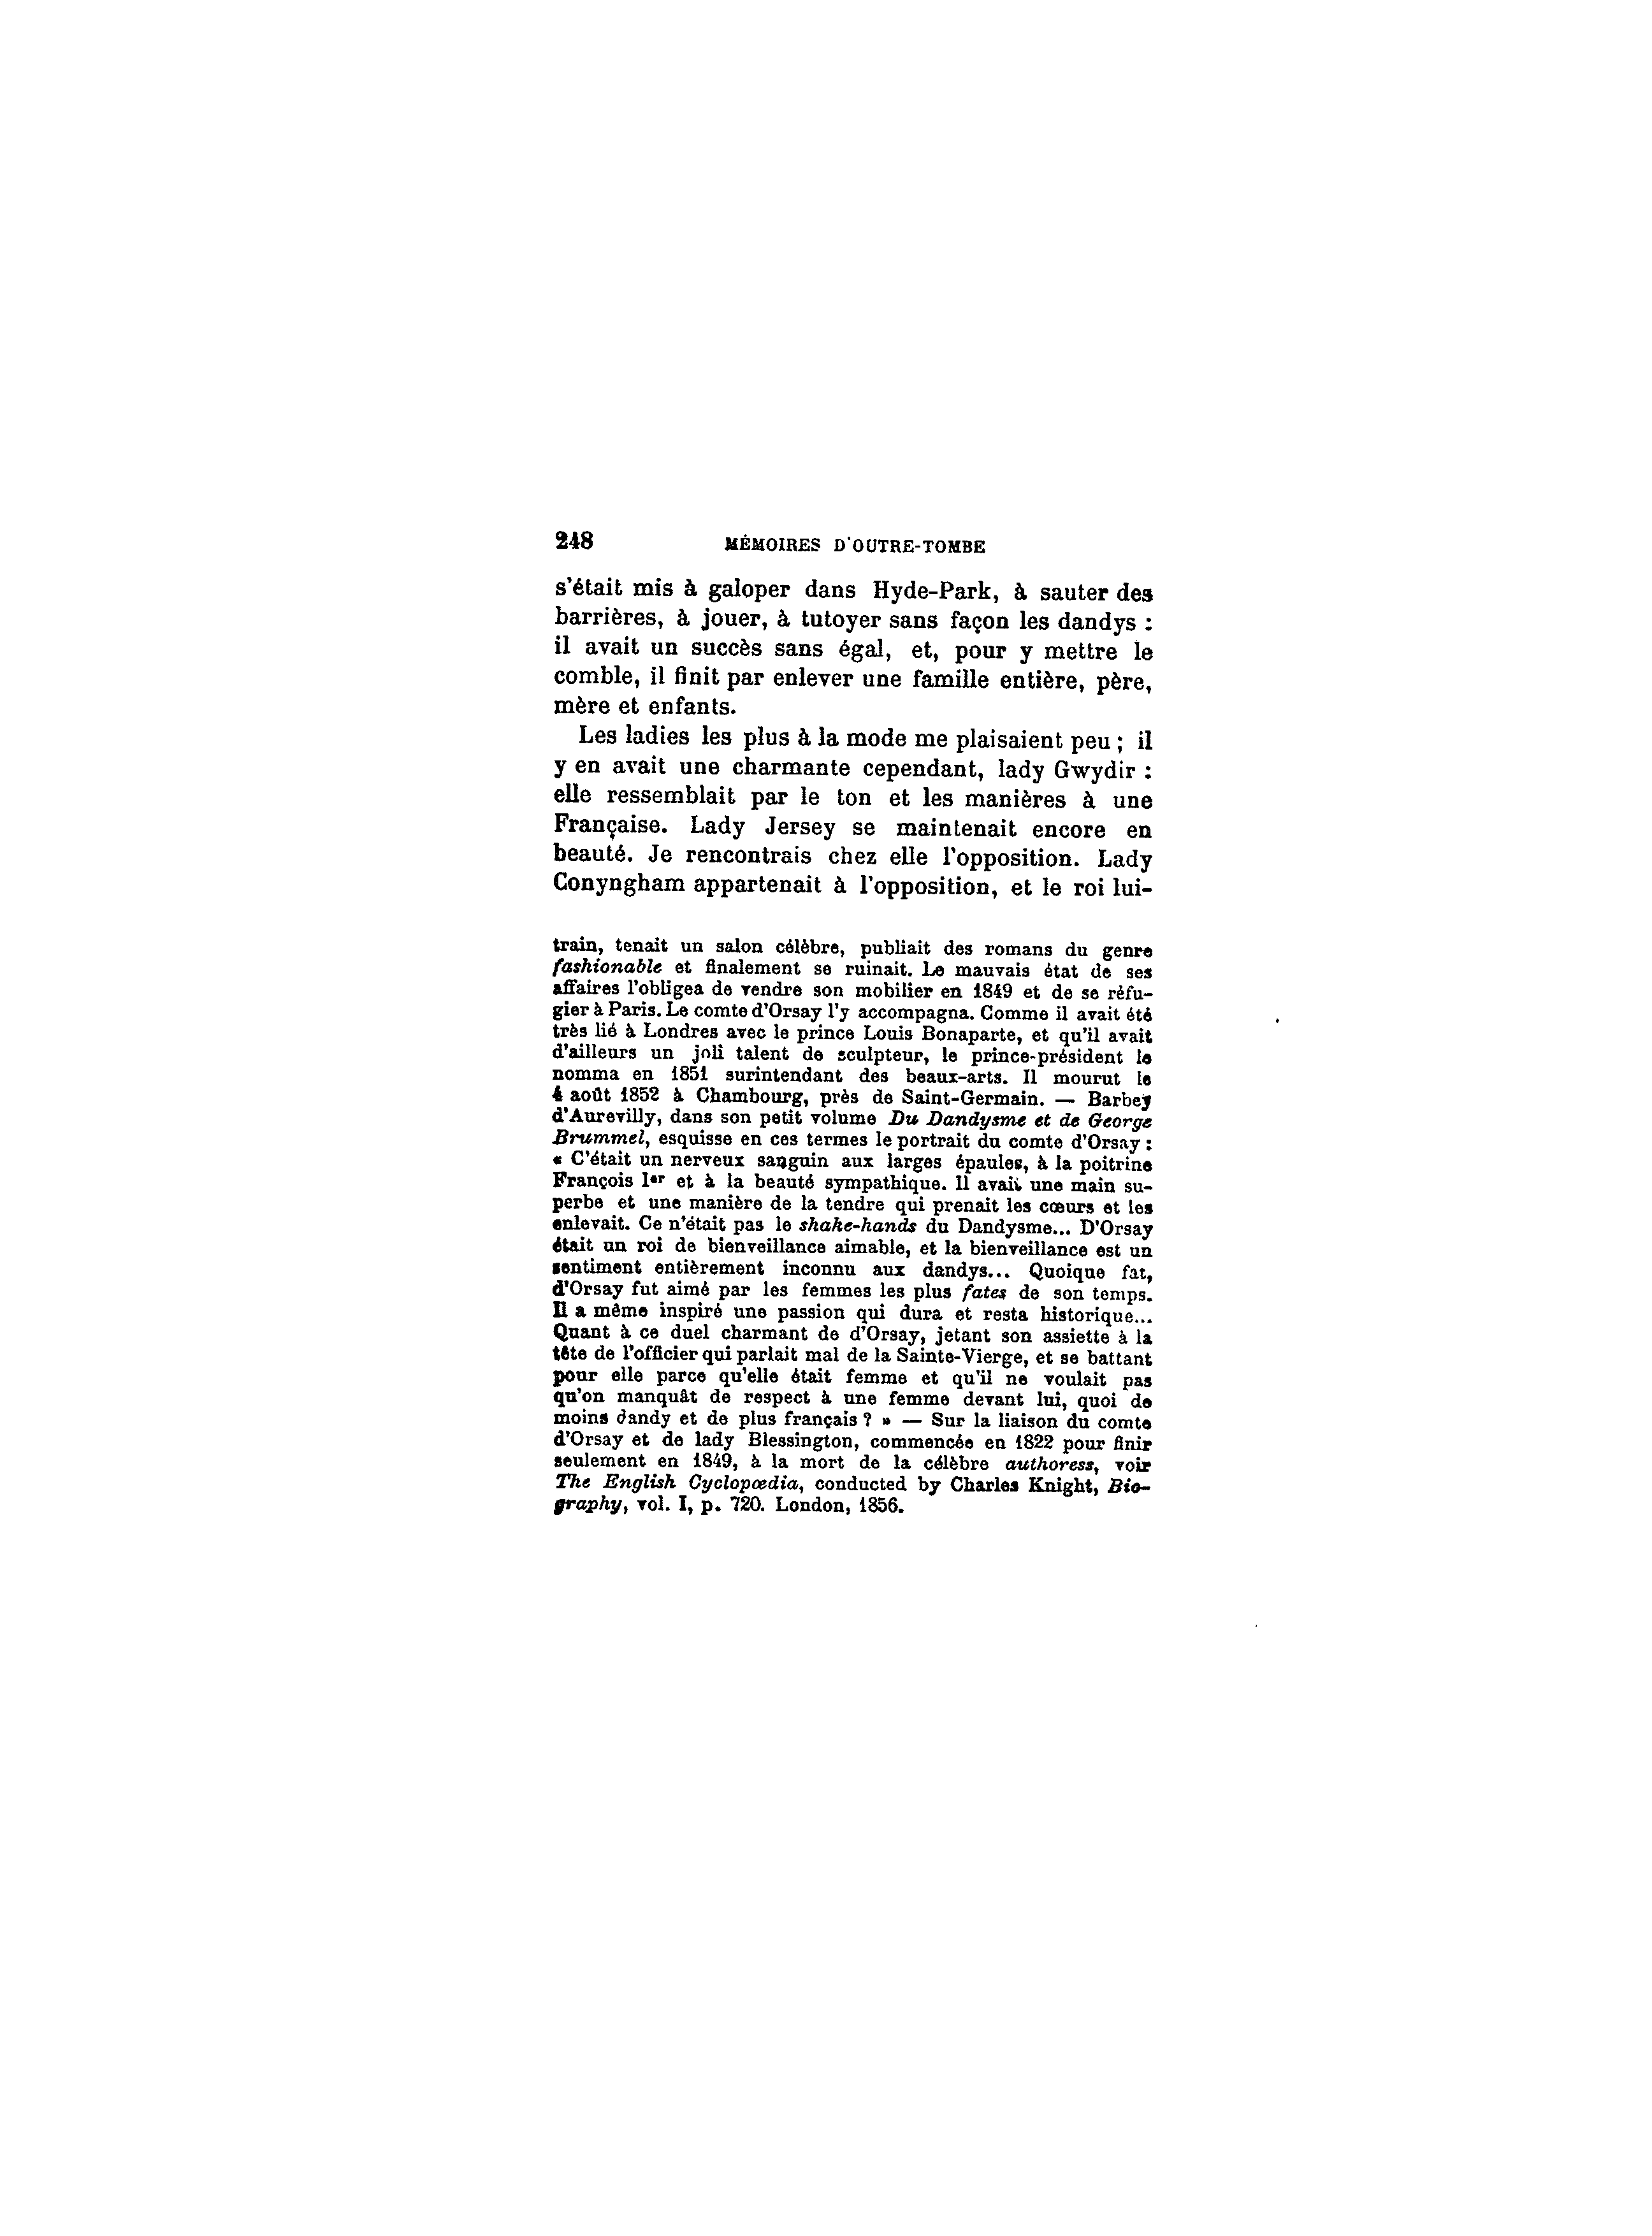 248
MÉMOIRES D'OUTRE-TOMBE
s'était mis à galoper dans Hyde-Park, à sauter des
barrières, à jouer, à tutoyer sans façon les dandys :
il avait un succès sans égal, et, pour y mettre le
comble, il finit par enlever une famille entière, père,
mère et enfants.
Les ladies les plus à la mode me plaisaient peu ; il
y en avait une charmante cependant, lady Gwydir :
elle ressemblait par le ton et les manières à une
Française. Lady Jersey se maintenait encore en
beauté. Je rencontrais chez elle l'opposition. Lady
Conyngham appartenait à l'opposition, et le roi lui-
train, tenait un salon célèbre, publiait des romans du genre
fashionable et finalement se ruinait. Le mauvais état de ses
affaires l'obligea de vendre son mobilier en 1849 et de se réfu-
gier à Paris. Le comte d'Orsay l'y accompagna. Comme il avait été
très lié à Londres avec le prince Louis Bonaparte, et qu'il avait
d'ailleurs un joli talent de sculpteur, le prince-président le
nomma en 1851 surintendant des beaux-arts. Il mourut le
4 août 1852 à Chambourg, près de Saint-Germain. — Barbey
d'Aurevilly, dans son petit volume Du Dandysme et de George
Brummel, esquisse en ces termes le portrait du comte d'Orsay :
« C'était un nerveux sanguin aux larges épaules, à la poitrine
François Ier et à la beauté sympathique. Il avait une main su-
perbe et une manière de la tendre qui prenait les cœurs et les
enlevait. Ce n'était pas le shake-hands du Dandysme... D'Orsay
était un roi de bienveillance aimable, et la bienveillance est un
sentiment entièrement inconnu aux dandys... Quoique fat,
d'Orsay fut aimé par les femmes les plus fates de son temps.
Il a même inspiré une passion qui dura et resta historique...
Quant à ce duel charmant de d'Orsay, jetant son assiette à la
tête de l'officier qui parlait mal de la Sainte-Vierge, et se battant
pour elle parce qu'elle était femme et qu'il ne voulait pas
qu'on manquât de respect à une femme devant lui, quoi de
moins dandy et de plus français ? » — Sur la liaison du comte
d'Orsay et de lady Blessington, commencée en 1822 pour finir
seulement en 1849, à la mort de la célèbre authoress, voir
The English Cyclopœdia, conducted by Charles Knight, Bio-
graphy, vol. I, p. 720. London, 1856.